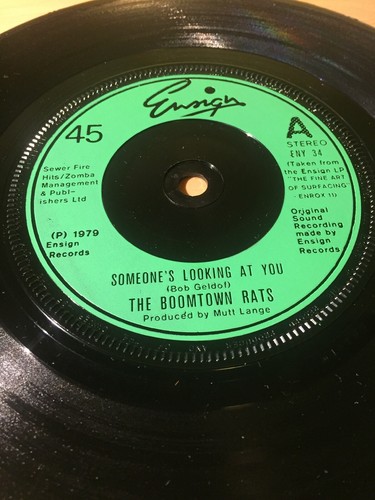 Ensign
45
A
STEREO
ENY 34
(Taken from
the Ensign LP
"THE FINE ART
OF SURFACING"
ENROX 11)
Sewer Fire
Hits/Zomba
Management
& Publ-
ishers Ltd
Original
Sound
Recording
made by
Ensign
Records
(P) 1979
Ensign
Records
SOMEONE'S LOOKING AT YOU
(Bob Geldof)
THE BOOMTOWN RATS
Produced by Mutt Lange